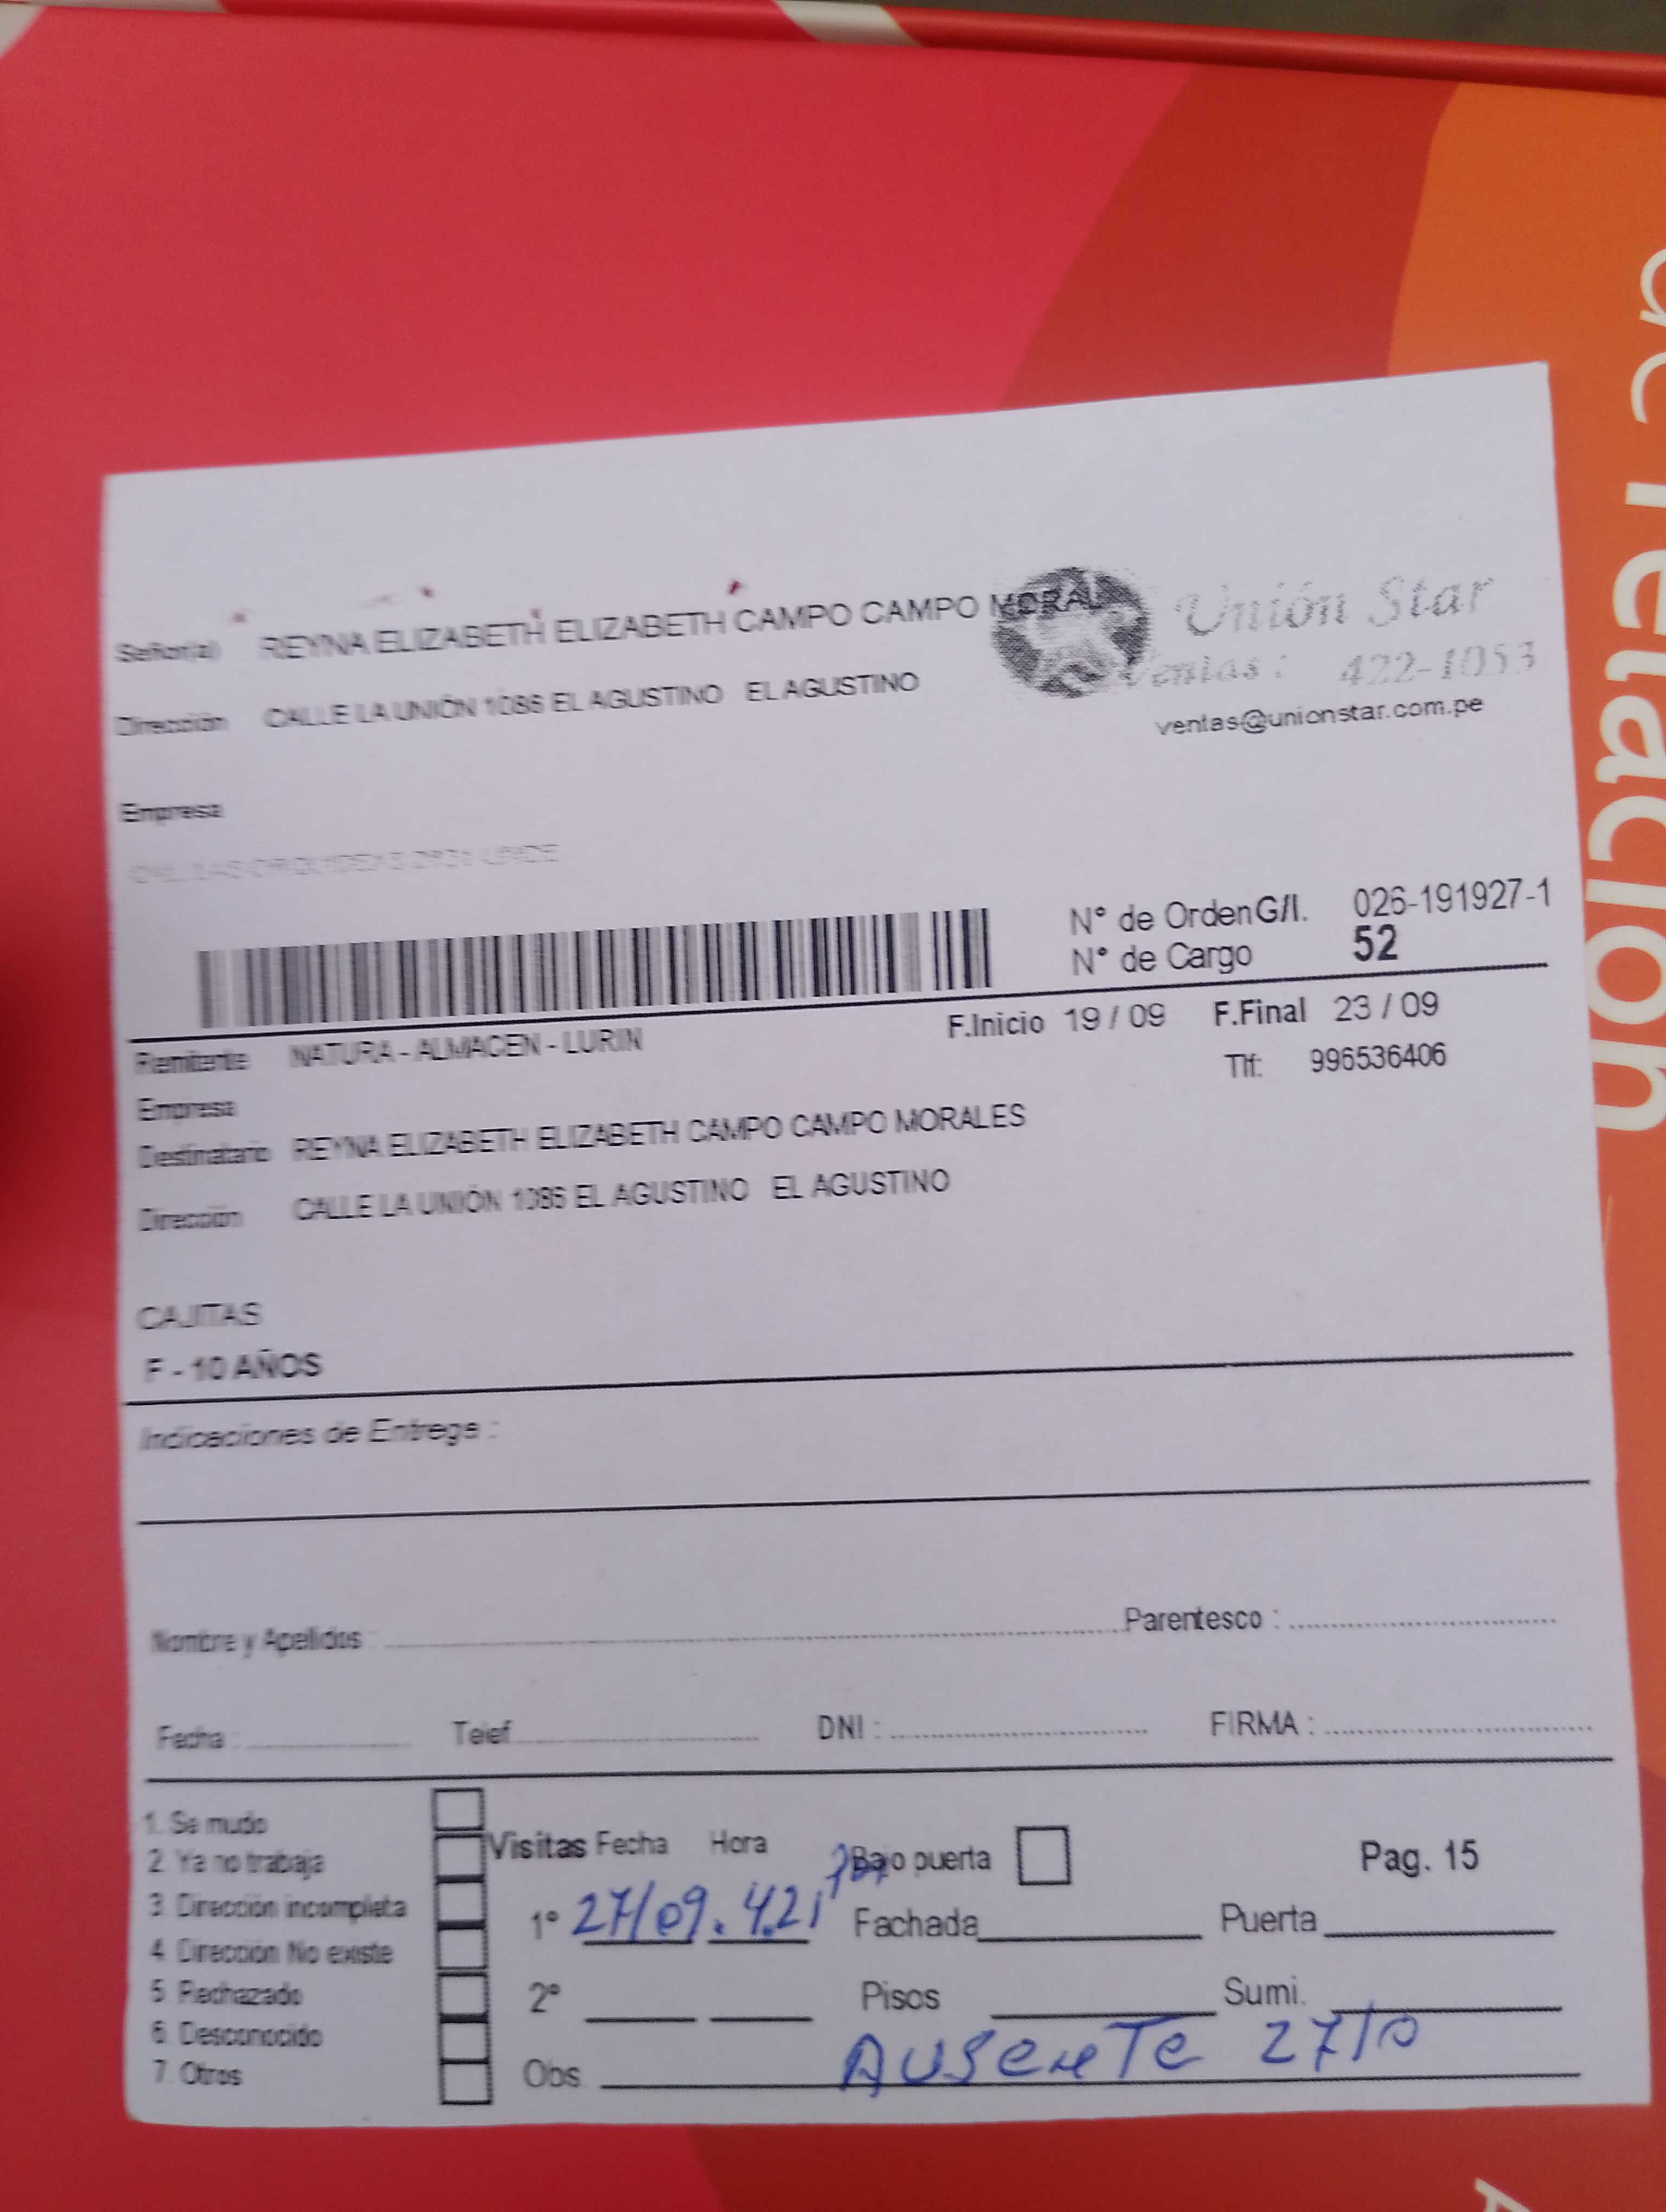 Señor(a) REYNA ELIZABETH ELIZABETH CAMPO CAMPO MORAL
Unión Star
Ventas: 422-1053
ventas@unionstar.com.pe
Dirección CALLE LA UNIÓN 1086 EL AGUSTINO EL AGUSTINO
Empresa
N° de Orden G/I. 026-191927-1
N° de Cargo 52
F.Inicio 19 / 09 F.Final 23 / 09
Remitente NATURA - ALMACEN - LURIN
Tlf: 996536406
Empresa
Destinatario REYNA ELIZABETH ELIZABETH CAMPO CAMPO MORALES
Dirección CALLE LA UNIÓN 1086 EL AGUSTINO EL AGUSTINO
CAJITAS
F - 10 AÑOS
Indicaciones de Entrega :
Nombre y Apellidos : Parentesco :
Fecha : Telef DNI : FIRMA :
1. Se mudo
2. Ya no trabaja
3. Dirección incompleta
4. Dirección No existe
5. Rechazado
6. Desconocido
7. Otros
Visitas Fecha Hora Bajo puerta Pag. 15
1° 27/09. 4.21 Fachada Puerta
2° Pisos Sumi.
Obs AUSENTE
de relación